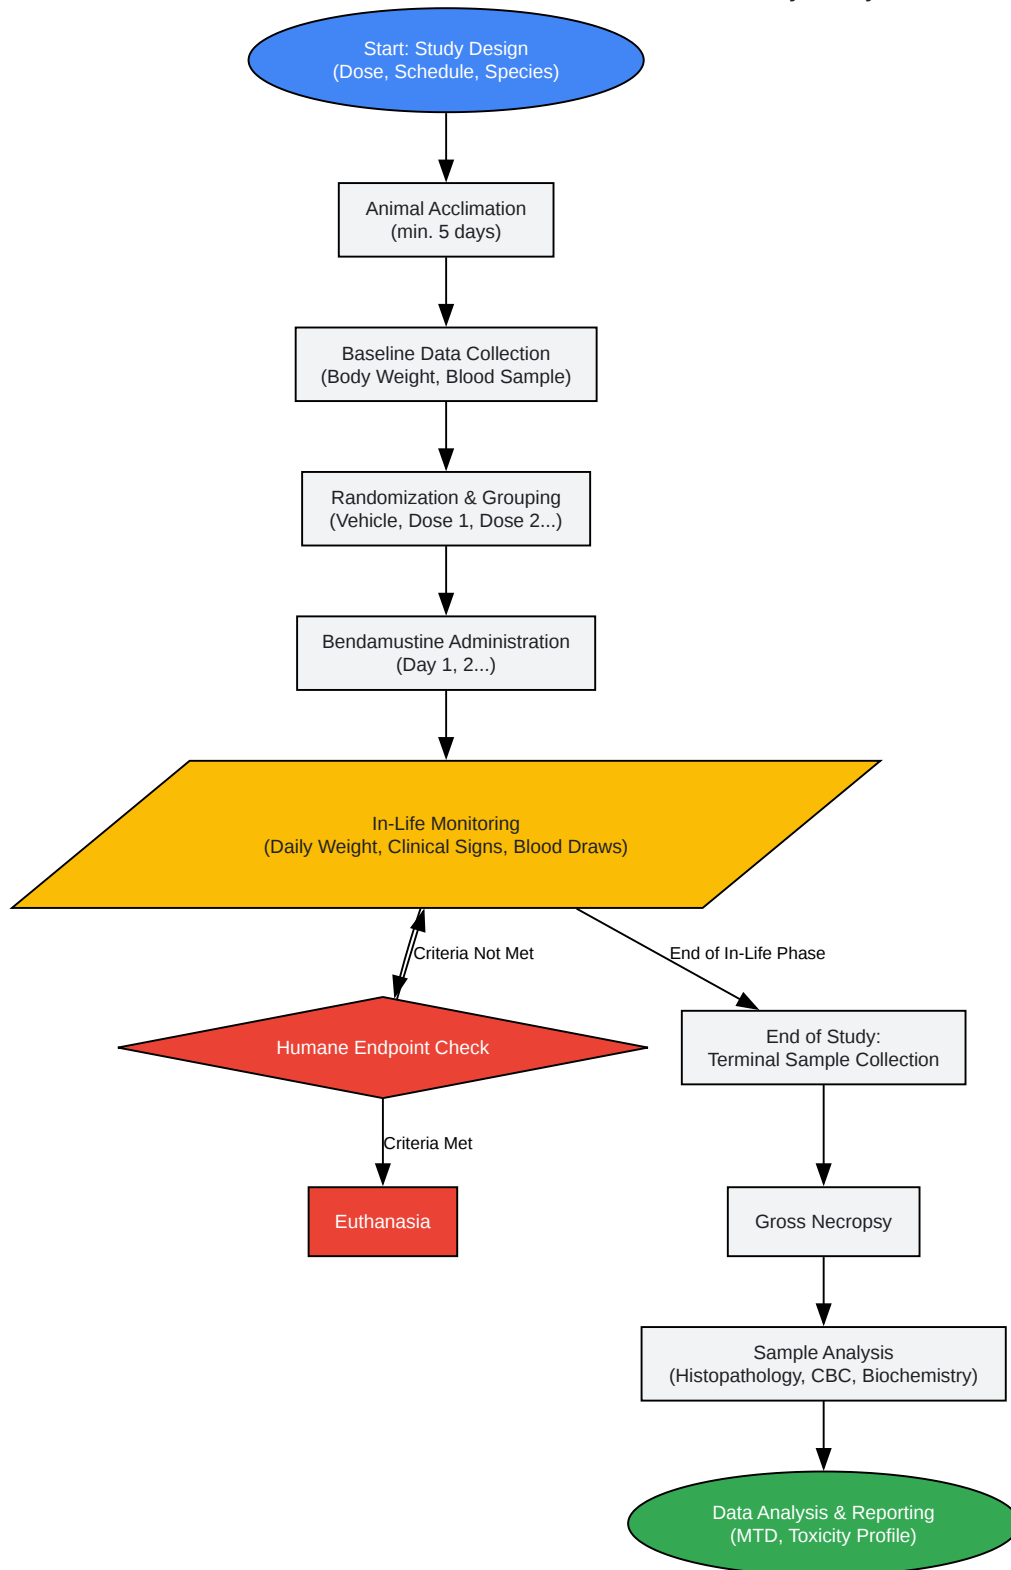 Start: Study Design
(Dose, Schedule, Species)
Animal Acclimation
(min. 5 days)
Baseline Data Collection
(Body Weight, Blood Sample)
Randomization & Grouping
(Vehicle, Dose 1, Dose 2...)
Bendamustine Administration
(Day 1, 2...)
In-Life Monitoring
(Daily Weight, Clinical Signs, Blood Draws)
Criteria Not Met
End of In-Life Phase
Humane Endpoint Check
End of Study:
Terminal Sample Collection
Criteria Met
Euthanasia
Gross Necropsy
Sample Analysis
(Histopathology, CBC, Biochemistry)
Data Analysis & Reporting
(MTD, Toxicity Profile)